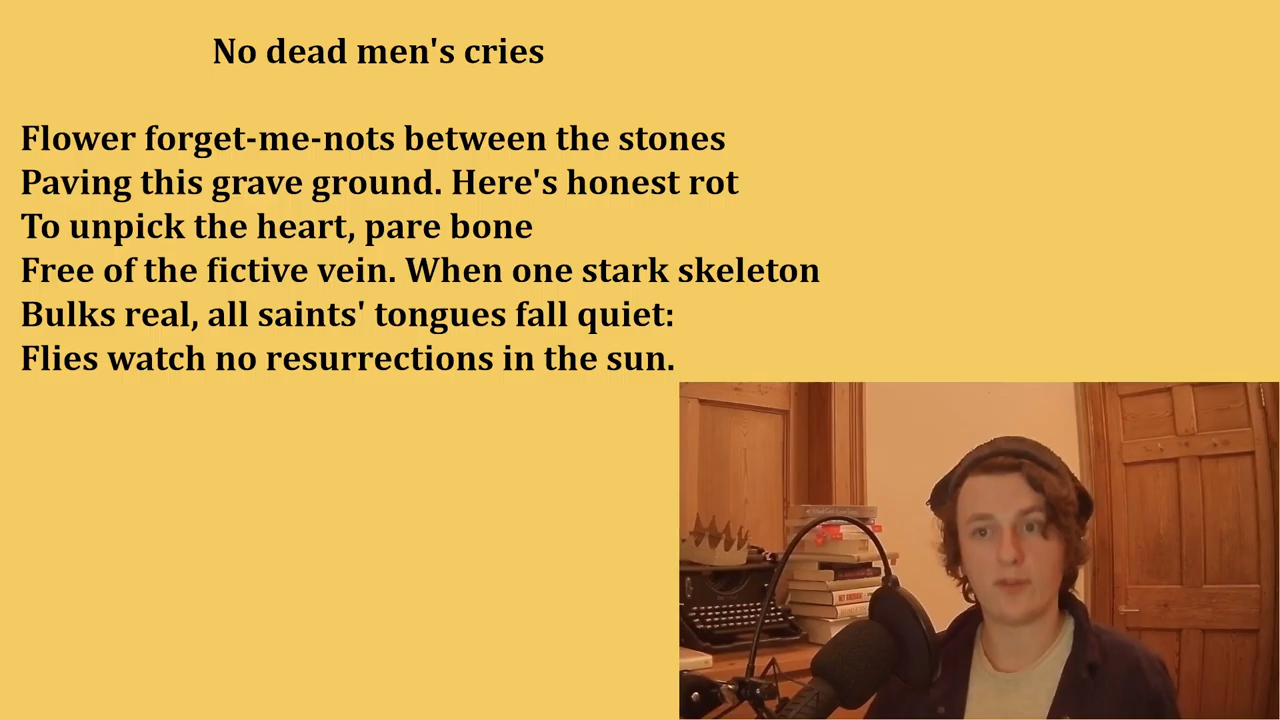 No dead men's cries
Flower forget-me-nots between the stones
Paving this grave ground. Here's honest rot
To unpick the heart, pare bone
Free of the fictive vein. When one stark skeleton
Bulks real, all saints' tongues fall quiet:
Flies watch no resurrections in the sun.